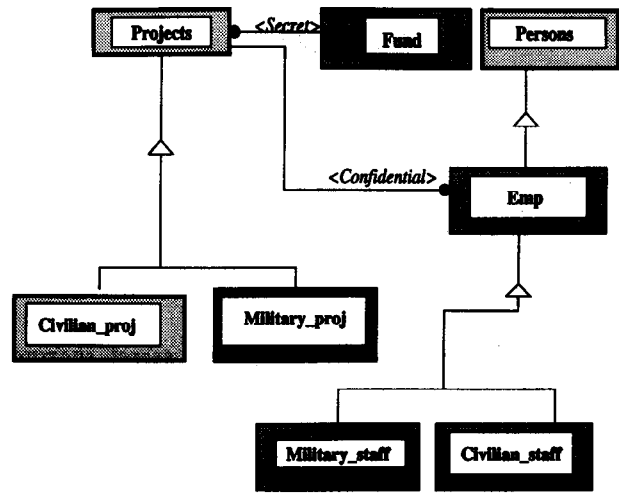 Projects
<Secret>
Fund
Persons
<Confidential>
Emp
Civilian_proj
Military_proj
Military_staff
Civilian_staff